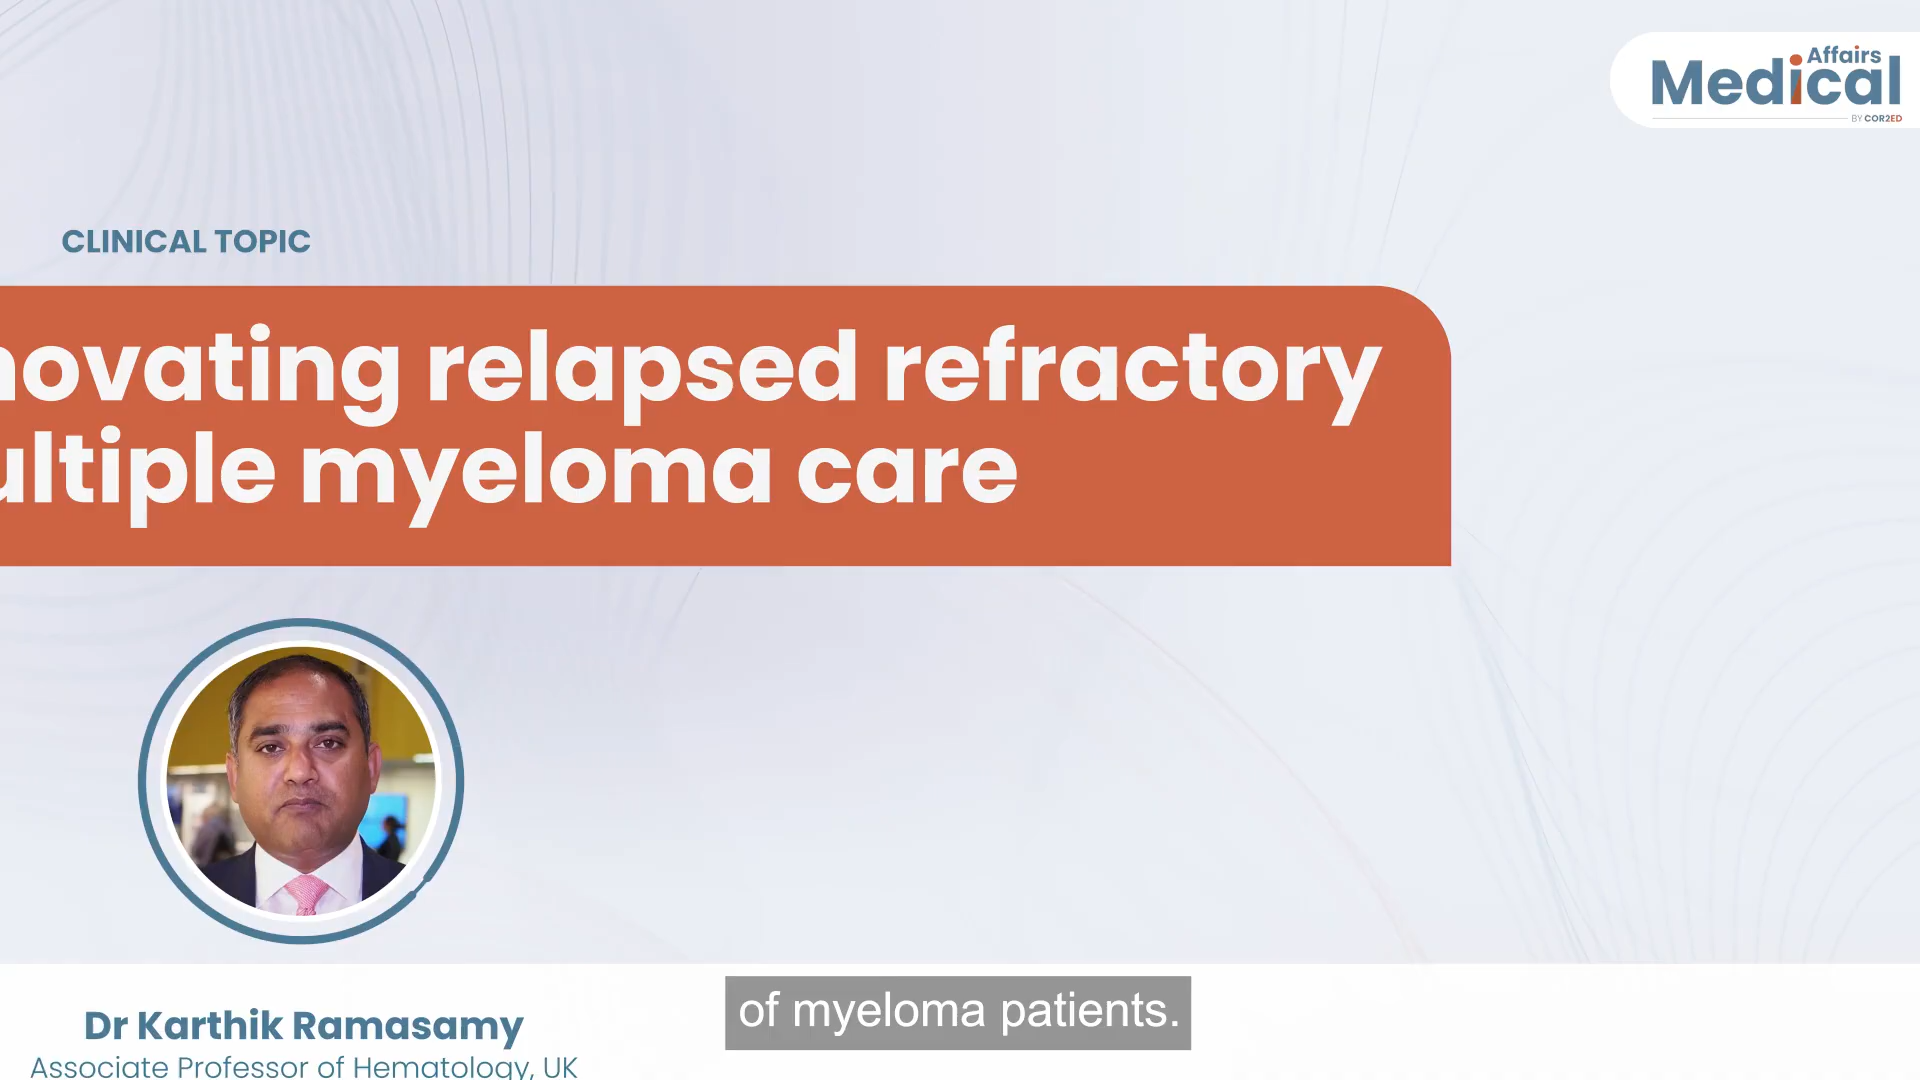 Affairs
Medical
BY COR2ED
CLINICAL TOPIC
novating relapsed refractory
ultiple myeloma care
Dr Karthik Ramasamy
Associate Professor of Hematology, UK
of myeloma patients.